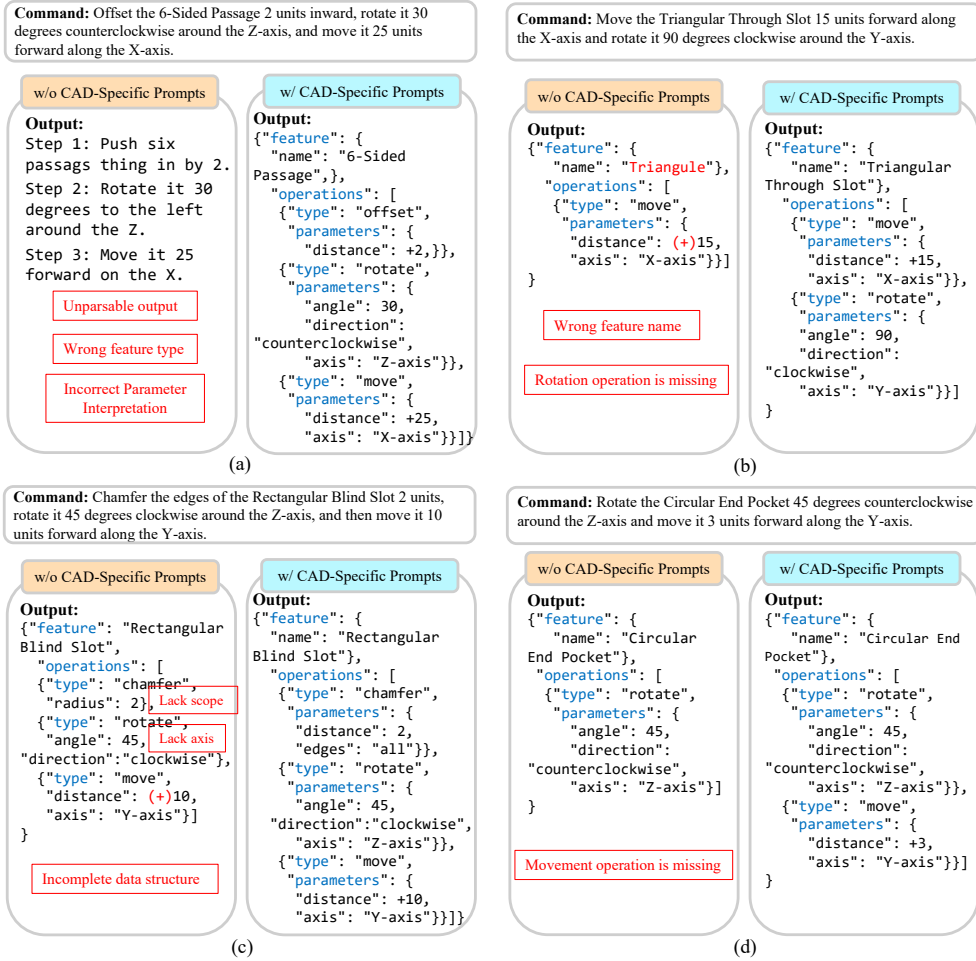 Command: Offset the 6-Sided Passage 2 units inward, rotate it 30
degrees counterclockwise around the Z-axis, and move it 25 units
forward along the X-axis.
w/o CAD-Specific Prompts
Output:
Step 1: Push six
passags thing in by 2.
Step 2: Rotate it 30
degrees to the left
around the Z.
Step 3: Move it 25
forward on the X.
Unparsable output
Wrong feature type
Incorrect Parameter
Interpretation
w/ CAD-Specific Prompts
Output:
{"feature": {
"name": "6-Sided
Passage",},
"operations": [
{"type": "offset",
"parameters": {
"distance": +2,}},
{"type": "rotate",
"parameters": {
"angle": 30,
"direction":
"counterclockwise",
"axis": "Z-axis"}},
{"type": "move",
"parameters": {
"distance": +25,
"axis": "X-axis"}}]}
(a)
Command: Move the Triangular Through Slot 15 units forward along
the X-axis and rotate it 90 degrees clockwise around the Y-axis.
w/o CAD-Specific Prompts
Output:
{"feature": {
"name": "Triangule"},
"operations": [
{"type": "move",
"parameters": {
"distance": (+)15,
"axis": "X-axis"}}]
}
Wrong feature name
Rotation operation is missing
w/ CAD-Specific Prompts
Output:
{"feature": {
"name": "Triangular
Through Slot"},
"operations": [
{"type": "move",
"parameters": {
"distance": +15,
"axis": "X-axis"}},
{"type": "rotate",
"parameters": {
"angle": 90,
"direction":
"clockwise",
"axis": "Y-axis"}}]
}
(b)
Command: Chamfer the edges of the Rectangular Blind Slot 2 units,
rotate it 45 degrees clockwise around the Z-axis, and then move it 10
units forward along the Y-axis.
w/o CAD-Specific Prompts
Output:
{"feature": "Rectangular
Blind Slot",
"operations": [
{"type": "chamfer",
"radius": 2}, Lack scope
{"type": "rotate",
"angle": 45, Lack axis
"direction":"clockwise"},
{"type": "move",
"distance": (+)10,
"axis": "Y-axis"}]
}
Incomplete data structure
w/ CAD-Specific Prompts
Output:
{"feature": {
"name": "Rectangular
Blind Slot"},
"operations": [
{"type": "chamfer",
"parameters": {
"distance": 2,
"edges": "all"}},
{"type": "rotate",
"parameters": {
"angle": 45,
"direction":"clockwise",
"axis": "Z-axis"}},
{"type": "move",
"parameters": {
"distance": +10,
"axis": "Y-axis"}}]}
(c)
Command: Rotate the Circular End Pocket 45 degrees counterclockwise
around the Z-axis and move it 3 units forward along the Y-axis.
w/o CAD-Specific Prompts
Output:
{"feature": {
"name": "Circular
End Pocket"},
"operations": [
{"type": "rotate",
"parameters": {
"angle": 45,
"direction":
"counterclockwise",
"axis": "Z-axis"}]
}
Movement operation is missing
w/ CAD-Specific Prompts
Output:
{"feature": {
"name": "Circular End
Pocket"},
"operations": [
{"type": "rotate",
"parameters": {
"angle": 45,
"direction":
"counterclockwise",
"axis": "Z-axis"}},
{"type": "move",
"parameters": {
"distance": +3,
"axis": "Y-axis"}}]
}
(d)